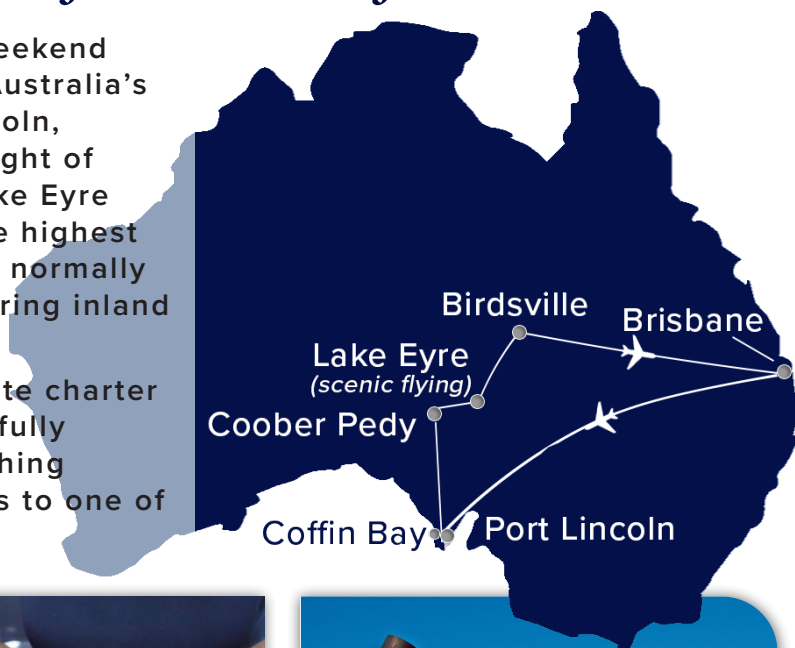 eekend
Australia's
oln,
ght of
ke Eyre
e highest
normally
ring inland
te charter
fully
hing
s to one of
Birdsville
Brisbane
Lake Eyre
(scenic flying)
Coober Pedy
Coffin Bay
Port Lincoln